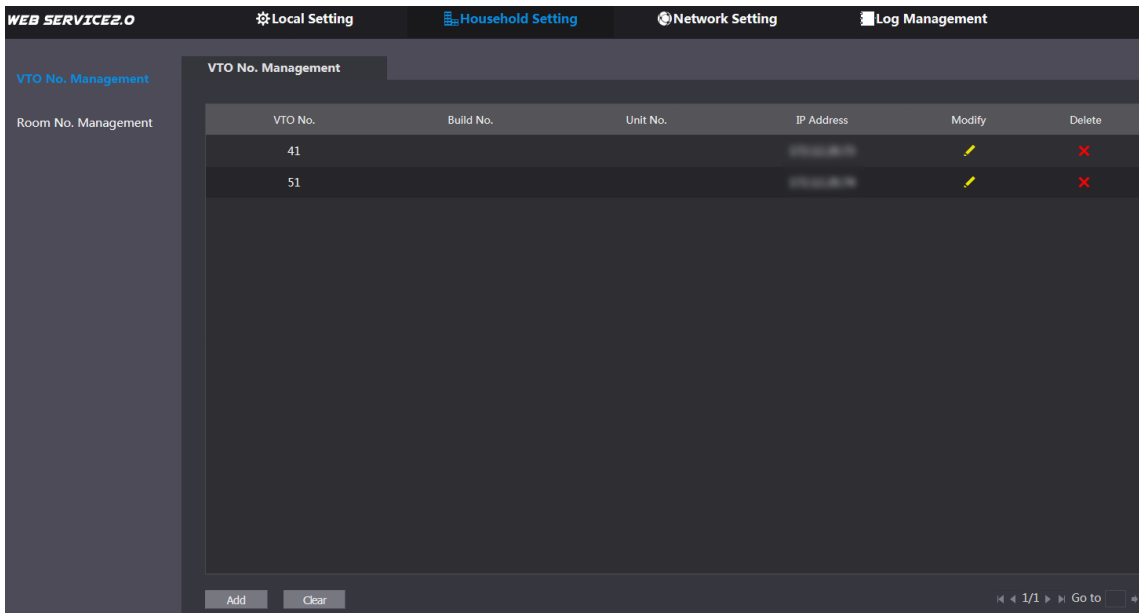 WEB SERVICE2.0 Local Setting Household Setting Network Setting Log Management
VTO No. Management
Room No. Management
VTO No. Management
VTO No. Build No. Unit No. IP Address Modify Delete
41
51
Add Clear 1/1 Go to